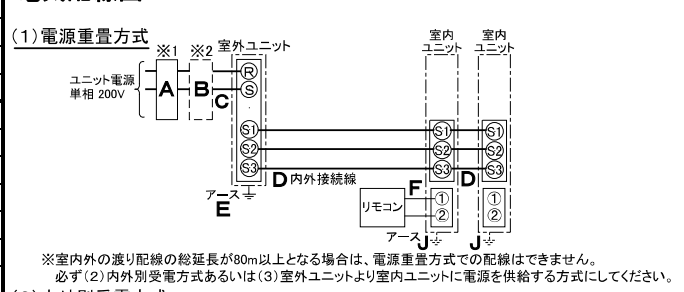 (1)電源重畳方式
※1 ※2 室外ユニット 室内ユニット 室内ユニット
ユニット電源
単相 200V
A B C
R
S
S1 S1 S1
S2 S2 S2
S3 S3 S3
D 内外接続線 D
アース
E
リモコン F
① ①
② ②
アース J J
※室内外の渡り配線の総延長が80m以上となる場合は、電源重畳方式での配線はできません。
必ず(2)内外別受電方式あるいは(3)室外ユニットより室内ユニットに電源を供給する方式にしてください。